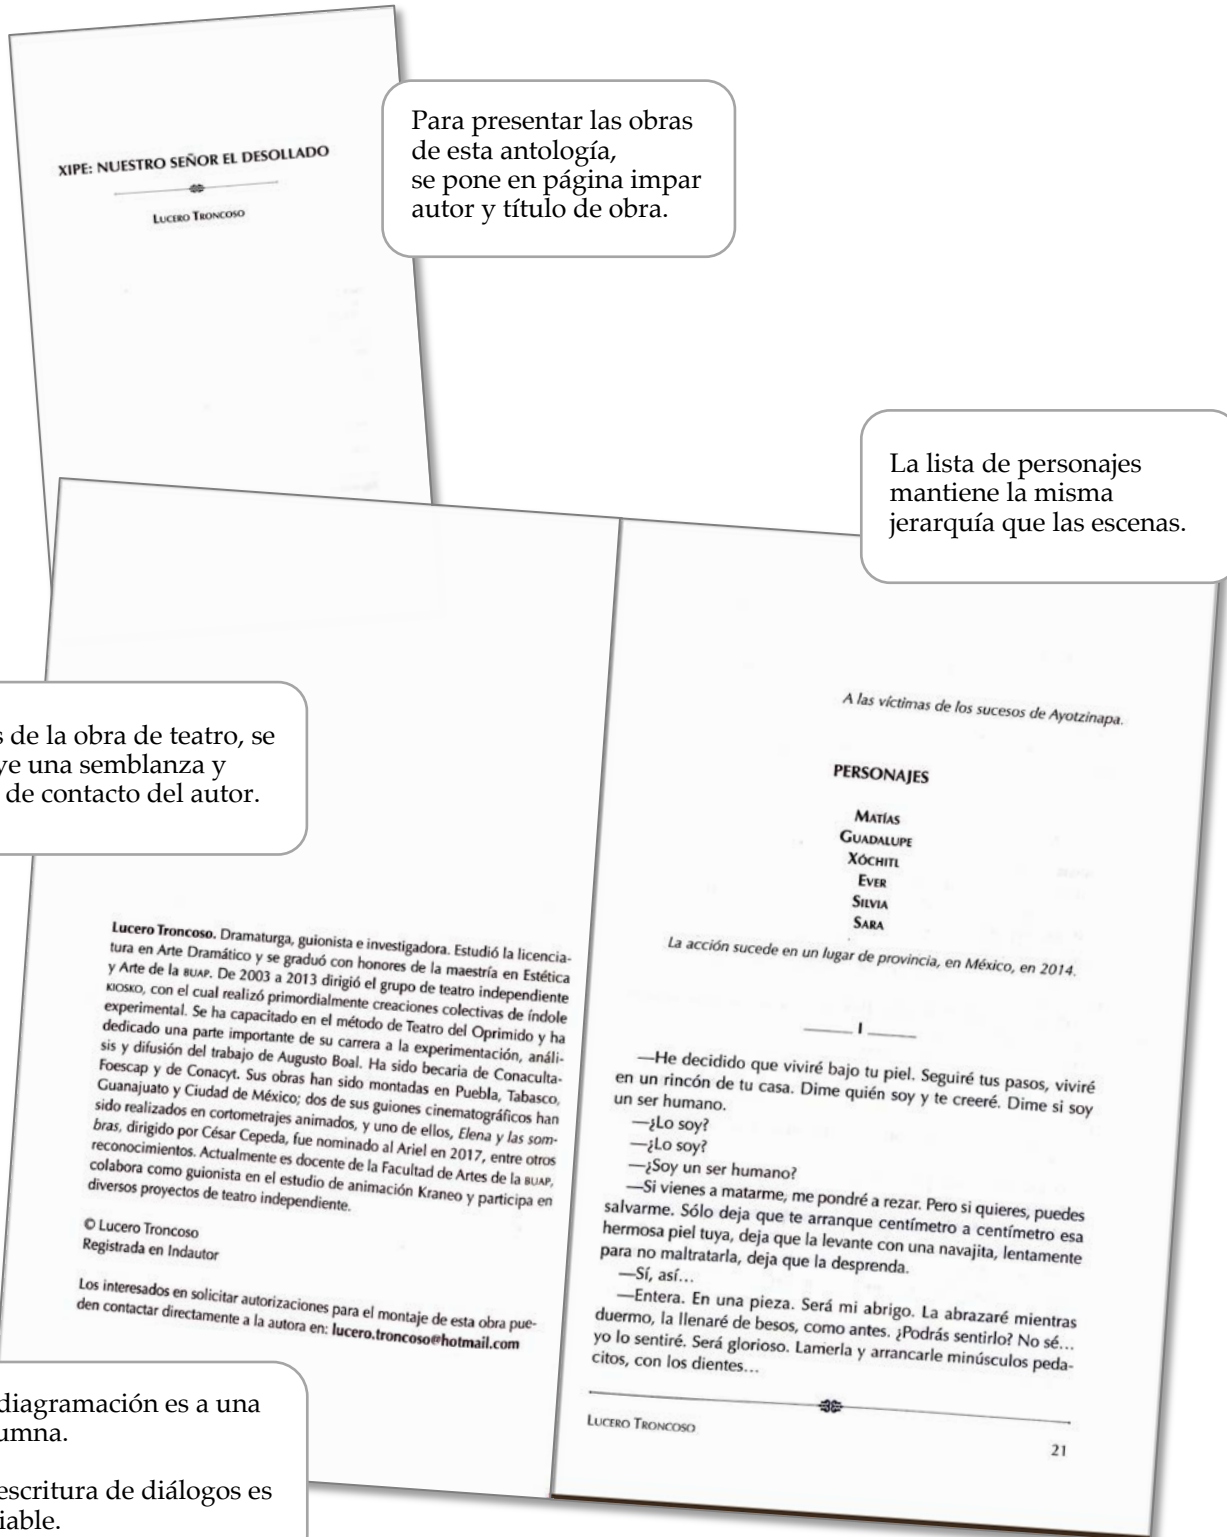 XIPE: NUESTRO SEÑOR EL DESOLLADO
LUCERO TRONCOSO
Para presentar las obras
de esta antología,
se pone en página impar
autor y título de obra.
La lista de personajes
mantiene la misma
jerarquía que las escenas.
de la obra de teatro, se
una semblanza y
de contacto del autor.
Lucero Troncoso. Dramaturga, guionista e investigadora. Estudió la licencia-
tura en Arte Dramático y se graduó con honores de la maestría en Estética
y Arte de la BUAP. De 2003 a 2013 dirigió el grupo de teatro independiente
KIOSKO, con el cual realizó primordialmente creaciones colectivas de índole
experimental. Se ha capacitado en el método de Teatro del Oprimido y ha
dedicado una parte importante de su carrera a la experimentación, análi-
sis y difusión del trabajo de Augusto Boal. Ha sido becaria de Conaculta-
Foescap y de Conacyt. Sus obras han sido montadas en Puebla, Tabasco,
Guanajuato y Ciudad de México; dos de sus guiones cinematográficos han
sido realizados en cortometrajes animados, y uno de ellos, Elena y las som-
bras, dirigido por César Cepeda, fue nominado al Ariel en 2017, entre otros
reconocimientos. Actualmente es docente de la Facultad de Artes de la BUAP,
colabora como guionista en el estudio de animación Kraneo y participa en
diversos proyectos de teatro independiente.
© Lucero Troncoso
Registrada en Indautor
Los interesados en solicitar autorizaciones para el montaje de esta obra pue-
den contactar directamente a la autora en: lucero.troncoso@hotmail.com
diagramación es a una
umna.
escritura de diálogos es
iable.
A las víctimas de los sucesos de Ayotzinapa.
PERSONAJES
MATÍAS
GUADALUPE
XÓCHITL
EVER
SILVIA
SARA
La acción sucede en un lugar de provincia, en México, en 2014.
I
—He decidido que viviré bajo tu piel. Seguiré tus pasos, viviré
en un rincón de tu casa. Dime quién soy y te creeré. Dime si soy
un ser humano.
—¿Lo soy?
—¿Lo soy?
—¿Soy un ser humano?
—Si vienes a matarme, me pondré a rezar. Pero si quieres, puedes
salvarme. Sólo deja que te arranque centímetro a centímetro esa
hermosa piel tuya, deja que la levante con una navajita, lentamente
para no maltratarla, deja que la desprenda.
—Sí, así…
—Entera. En una pieza. Será mi abrigo. La abrazaré mientras
duermo, la llenaré de besos, como antes. ¿Podrás sentirlo? No sé…
yo lo sentiré. Será glorioso. Lamerla y arrancarle minúsculos peda-
citos, con los dientes…
LUCERO TRONCOSO
21